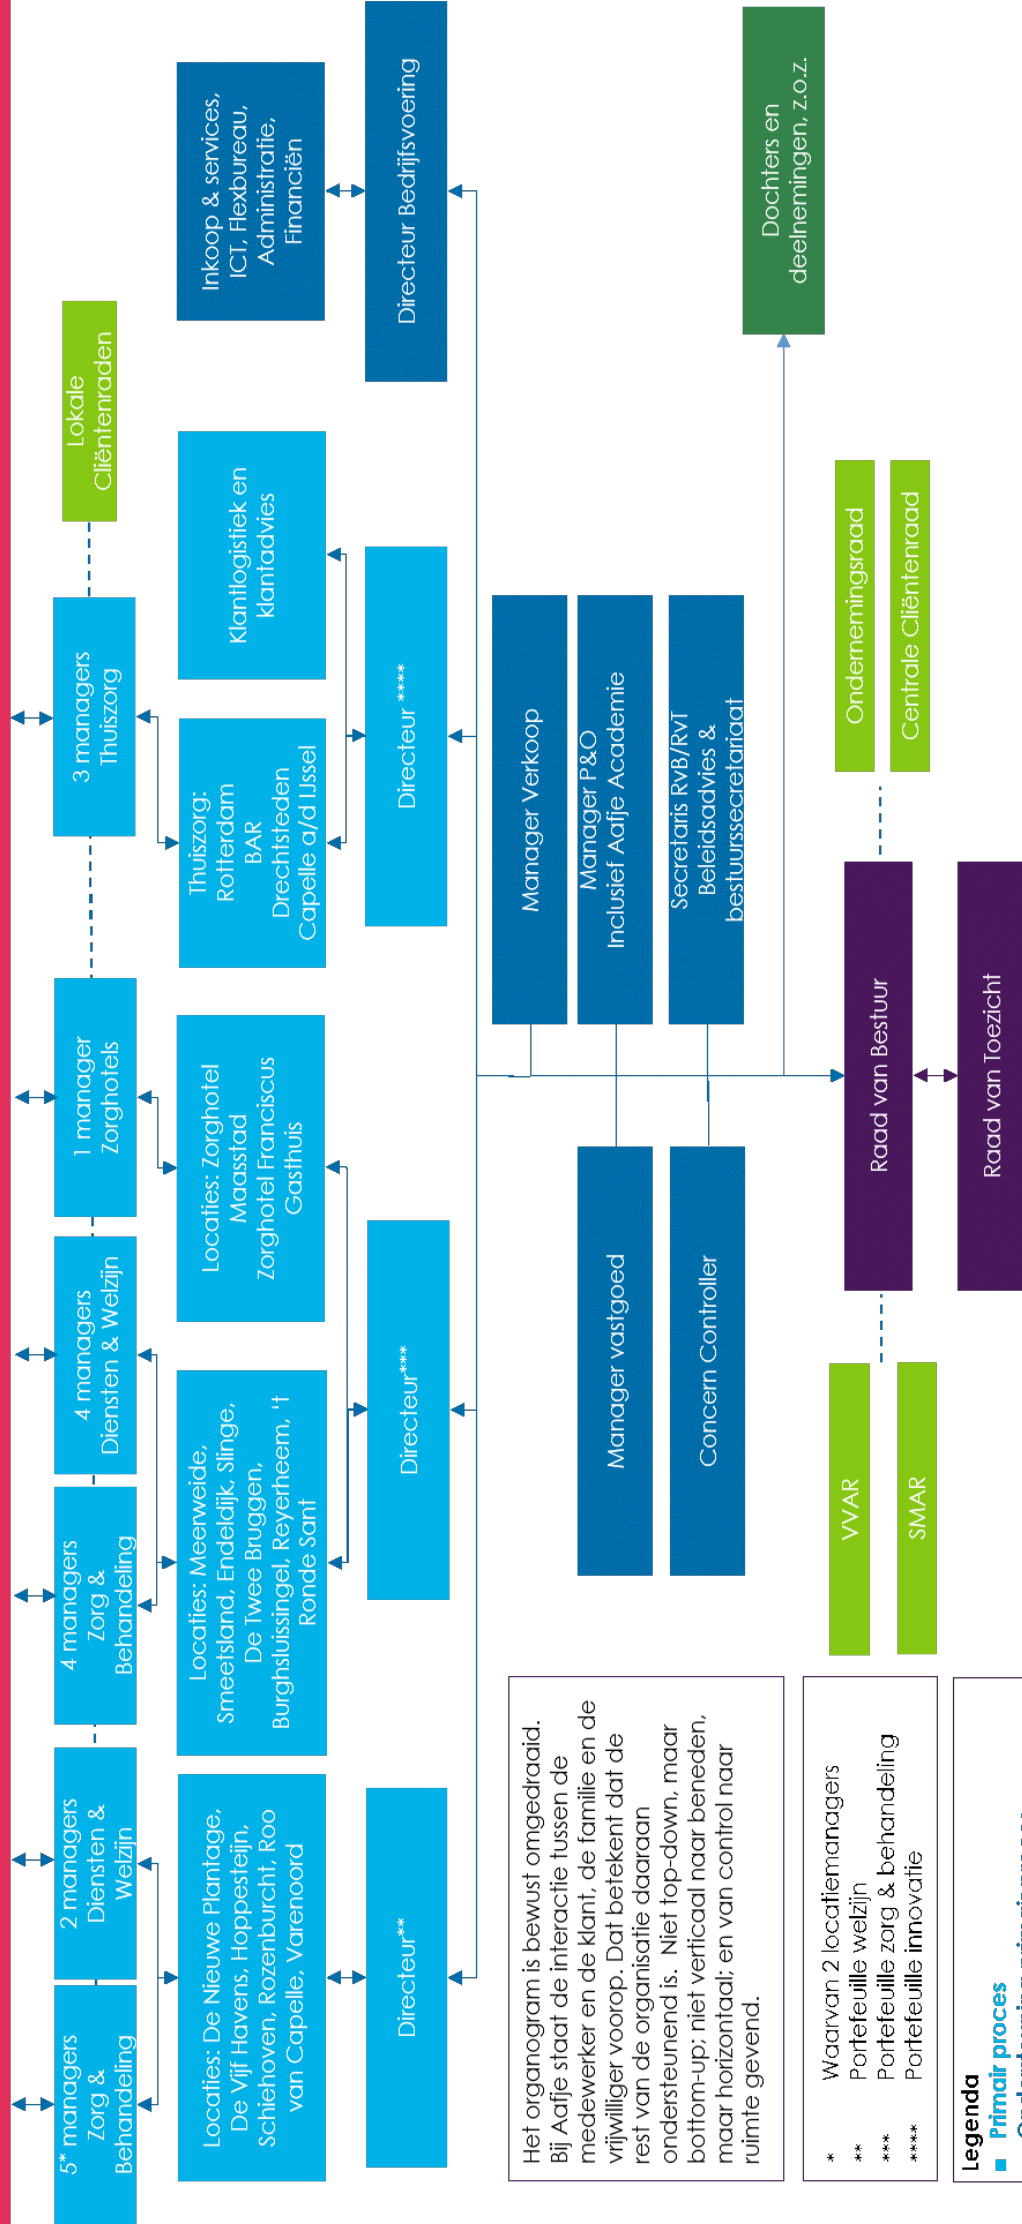 5* managers
Zorg &
Behandeling
2 managers
Diensten &
Welzijn
4 managers
Zorg &
Behandeling
4 managers
Diensten & Welzijn
1 manager
Zorghotels
3 managers
Thuiszorg
Lokale
Cliëntenraden
Locaties: De Nieuwe Plantage,
De Vijf Havens, Hoppesteijn,
Schiehoven, Rozenburcht, Roo
van Capelle, Varenoord
Locaties: Meerweide,
Smeetsland, Endeldijk, Slinge,
De Twee Bruggen,
Burghsluissingel, Reyerheem, ‘t
Ronde Sant
Locaties: Zorghotel
Maasstad
Zorghotel Franciscus
Gasthuis
Thuiszorg:
Rotterdam
BAR
Drechtsteden
Capelle a/d IJssel
Klantlogistiek en
klantadvies
Inkoop & services,
ICT, Flexbureau,
Administratie,
Financiën
Directeur**
Directeur***
Directeur ****
Directeur Bedrijfsvoering
Manager Verkoop
Manager vastgoed
Manager P&O
Inclusief Aafje Academie
Concern Controller
Secretaris RvB/RvT
Beleidsadvies &
bestuurssecretariaat
Dochters en
deelnemingen, z.o.z.
Het organogram is bewust omgedraaid.
Bij Aafje staat de interactie tussen de
medewerker en de klant, de familie en de
vrijwilliger voorop. Dat betekent dat de
rest van de organisatie daaraan
ondersteunend is. Niet top-down, maar
bottom-up; niet verticaal naar beneden,
maar horizontaal; en van control naar
ruimte gevend.
VVAR
SMAR
Raad van Bestuur
Ondernemingsraad
Centrale Cliëntenraad
Raad van Toezicht
* Waarvan 2 locatiemanagers
** Portefeuille welzijn
*** Portefeuille zorg & behandeling
**** Portefeuille innovatie
Legenda
Primair proces